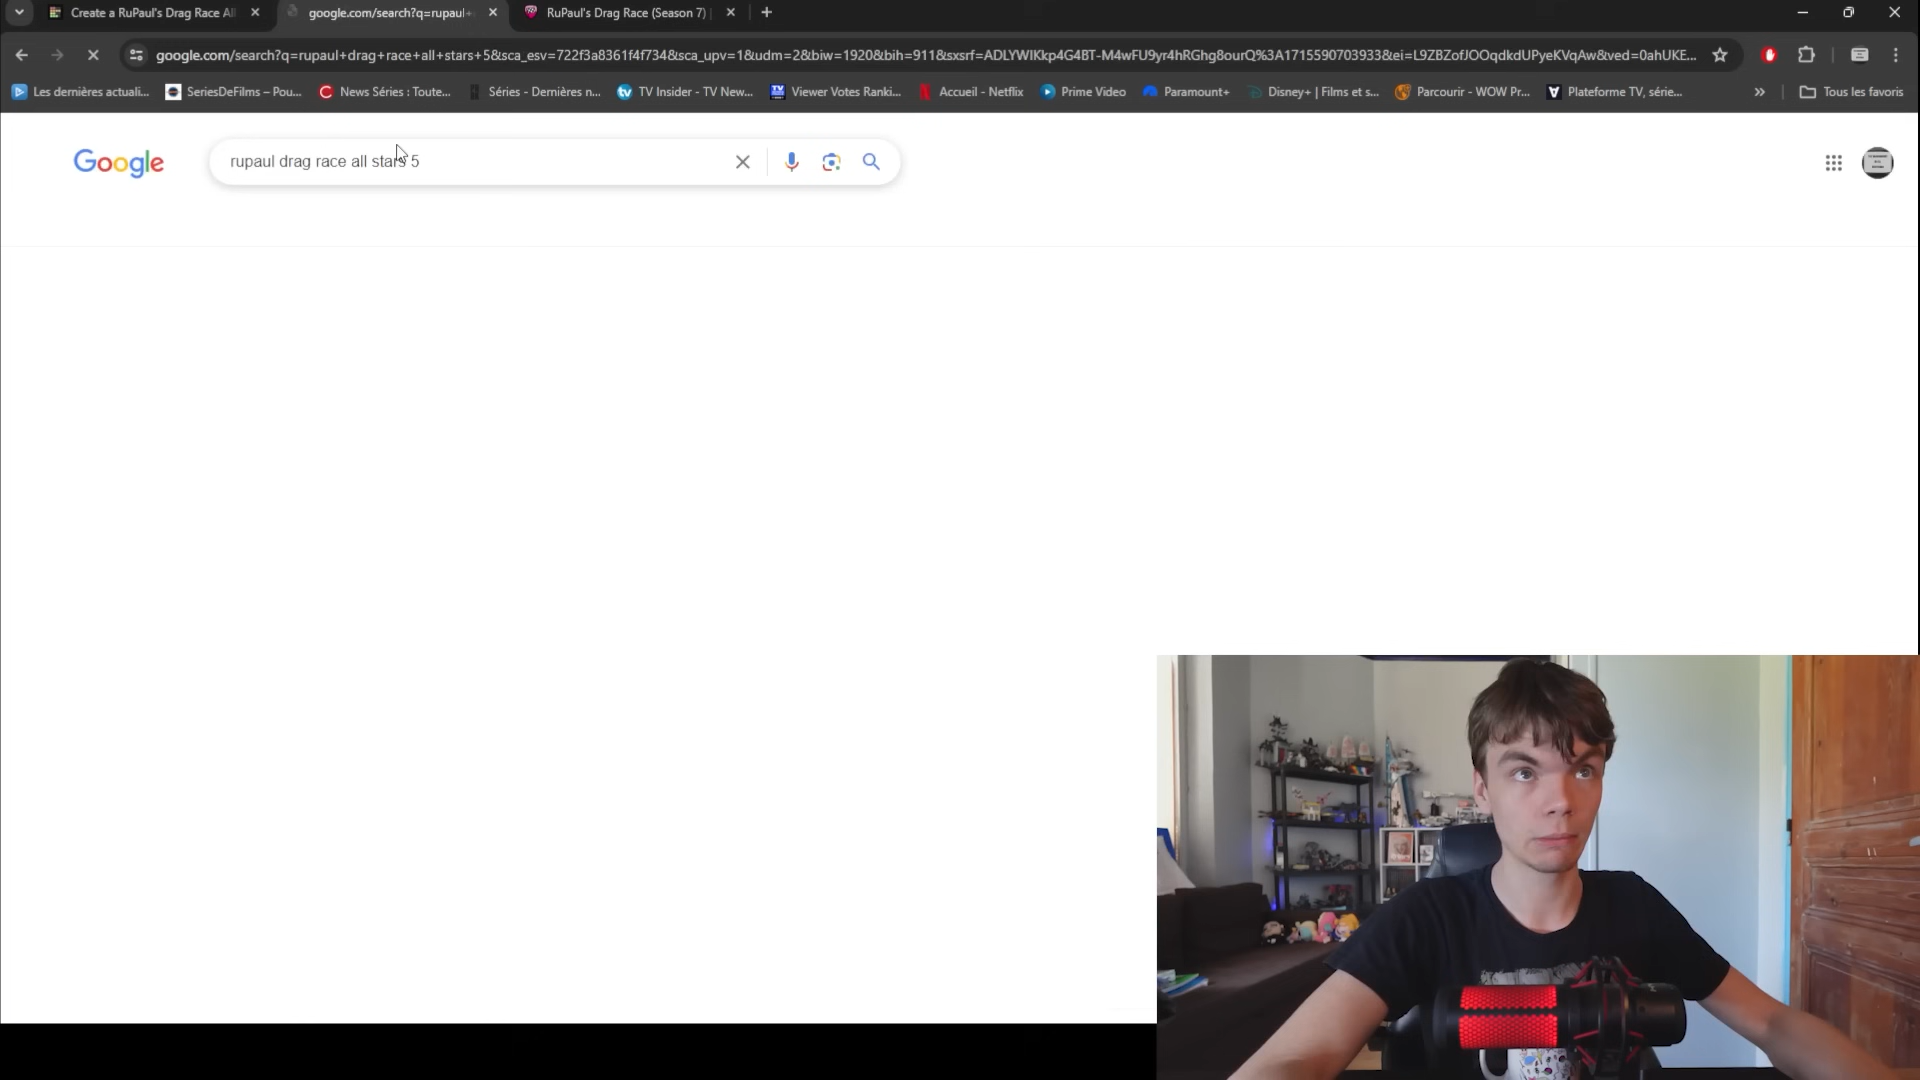 Create a RuPaul's Drag Race All
google.com/search?q=rupaul+
RuPaul's Drag Race (Season 7)
google.com/search?q=rupaul+drag+race+all+stars+5&sca_esv=722f3a8361f4f734&sca_upv=1&udm=2&biw=1920&bih=911&sxsrf=ADLYWIKkp4G4BT-M4wFU9yr4hRGhg8ourQ%3A1715590703933&ei=L9ZBZofJOOqdkdUPyeKVqAw&ved=0ahUKE...
Les dernières actuali...
SeriesDeFilms – Pou...
News Séries : Toute...
Séries - Dernières n...
TV Insider - TV New...
Viewer Votes Ranki...
Accueil - Netflix
Prime Video
Paramount+
Disney+ | Films et s...
Parcourir - WOW Pr...
Plateforme TV, série...
Tous les favoris
Google
rupaul drag race all stars 5